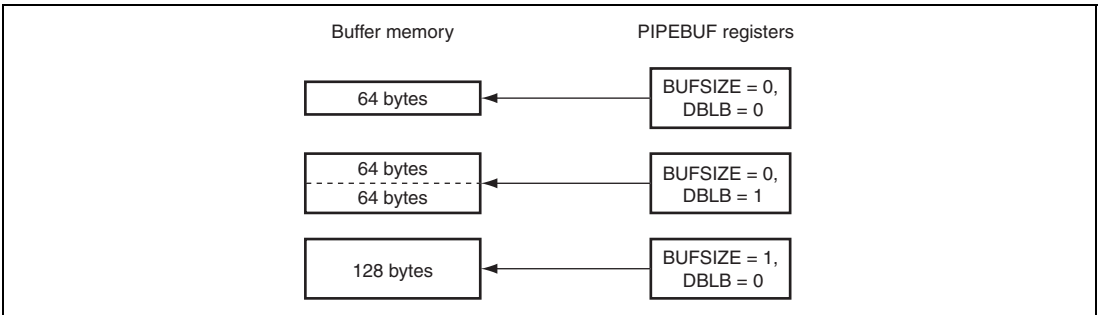 Buffer memory
PIPEBUF registers
64 bytes
BUFSIZE = 0,
DBLB = 0
64 bytes
64 bytes
BUFSIZE = 0,
DBLB = 1
128 bytes
BUFSIZE = 1,
DBLB = 0